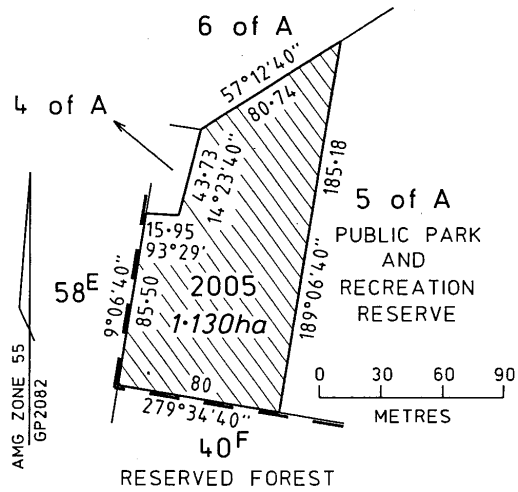 6 of A
57°12'40"
80·74
4 of A
43·73
14°23'40"
185·18
5 of A
PUBLIC PARK
AND
RECREATION
RESERVE
15·95
93°29'
58E
9°06'40"
85·50
2005
1·130ha
189°06'40"
0 30 60 90
METRES
80
279°34'40"
40F
RESERVED FOREST
AMG ZONE 55
GP2082